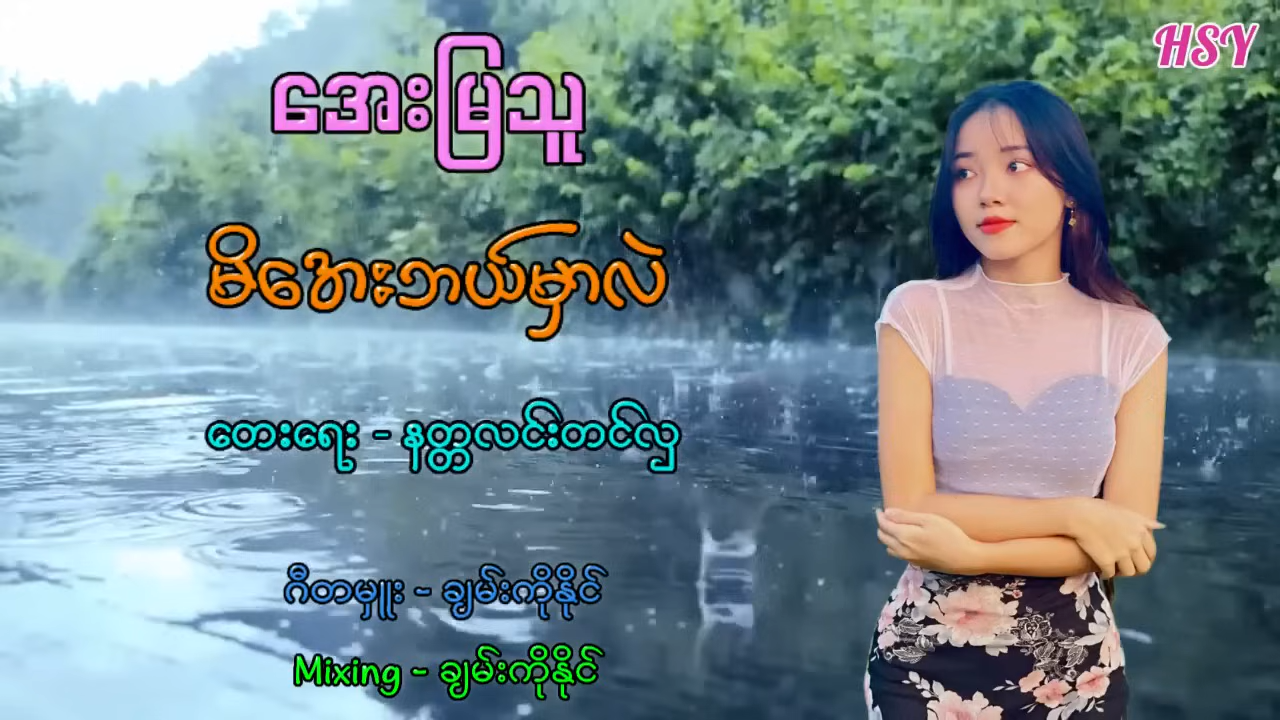 HSY
အေးမြသူ
မိအေးဘယ်မှာလဲ
တေးရေး - နတ္တလင်းတင်လှ
ဂီတမှူး - ချမ်းကိုနိုင်
Mixing - ချမ်းကိုနိုင်